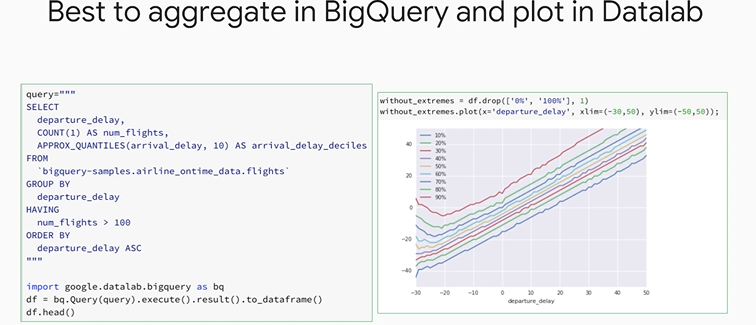 Best to aggregate in BigQuery and plot in Datalab
query="""
SELECT
departure_delay,
COUNT(1) AS num_flights,
APPROX_QUANTILES(arrival_delay, 10) AS arrival_delay_deciles
FROM
`bigquery-samples.airline_ontime_data.flights`
GROUP BY
departure_delay
HAVING
num_flights > 100
ORDER BY
departure_delay ASC
"""
import google.datalab.bigquery as bq
df = bq.Query(query).execute().result().to_dataframe()
df.head()
without_extremes = df.drop(['0%', '100%'], 1)
without_extremes.plot(x='departure_delay', xlim=(-30,50), ylim=(-50,50));
10%
20%
30%
40%
50%
60%
70%
80%
90%
40
20
0
−20
−40
−30 −20 −10 0 10 20 30 40 50
departure_delay